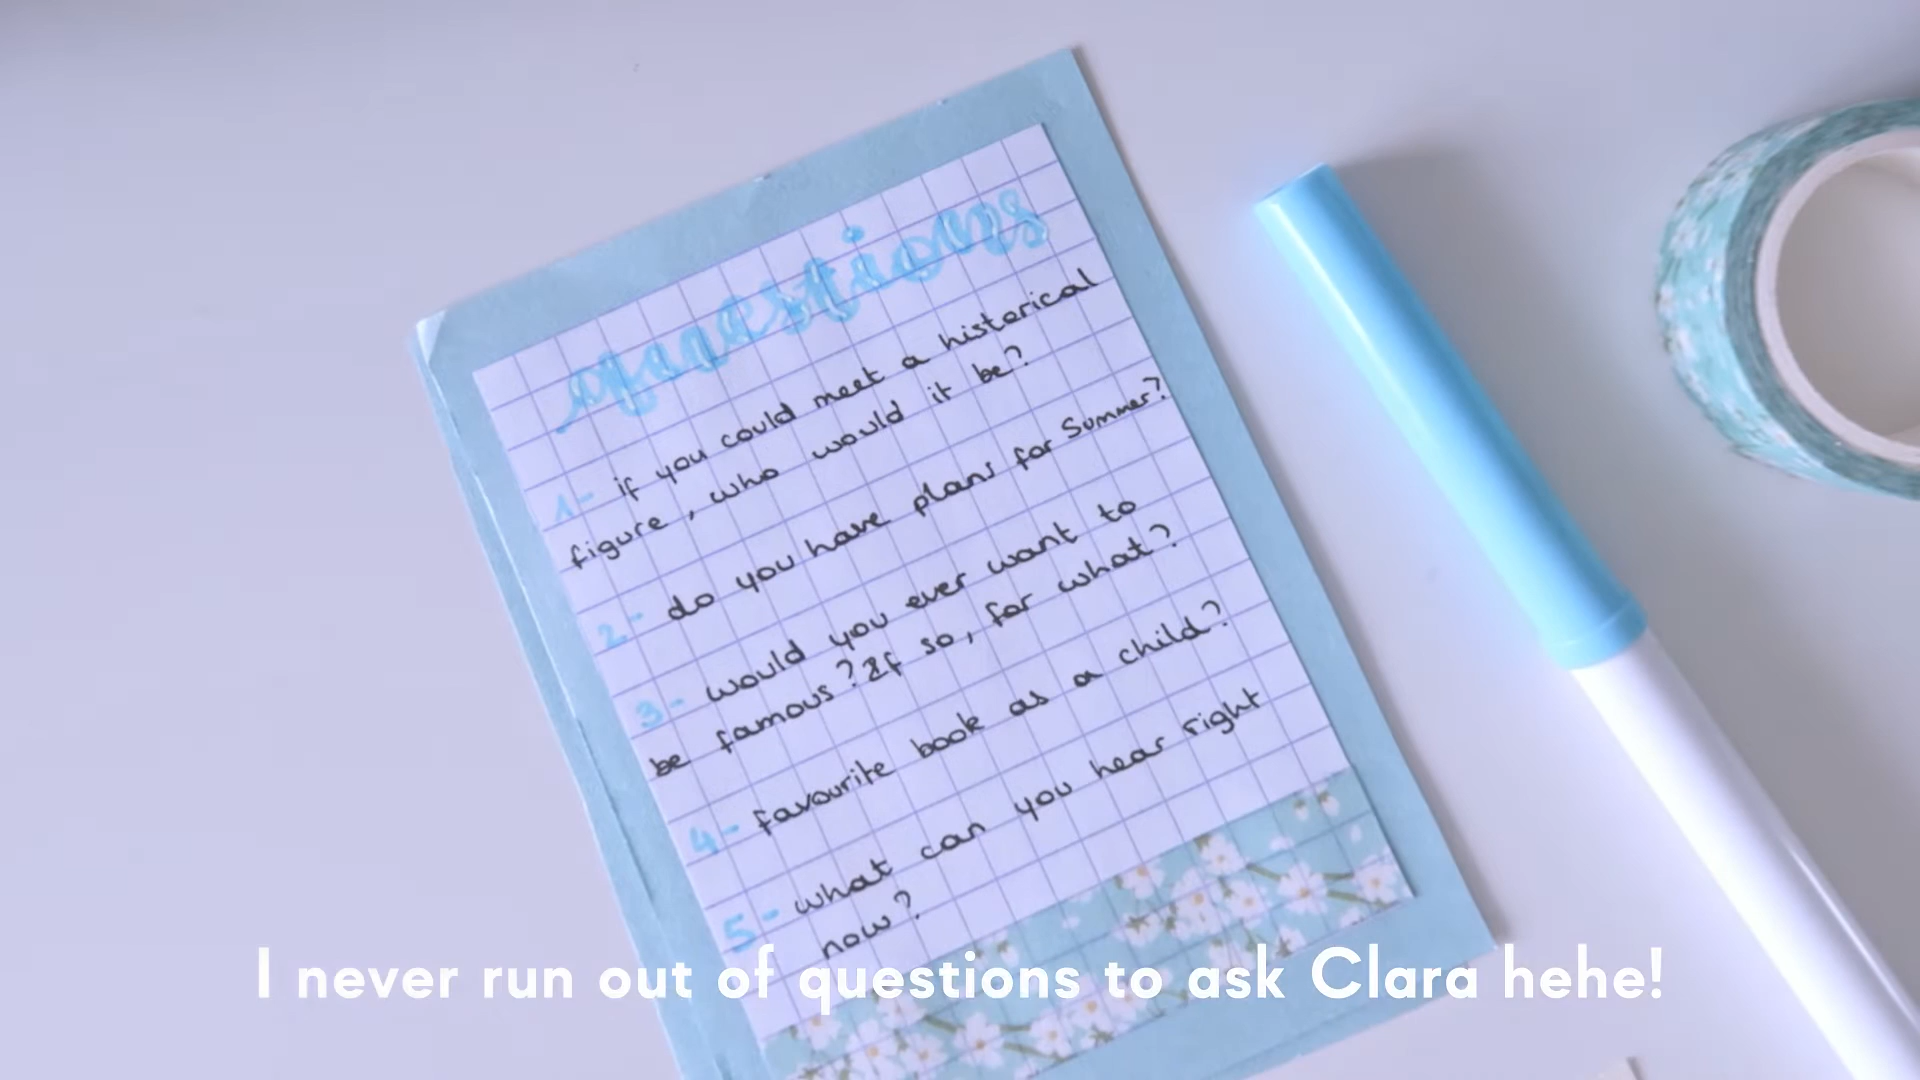 questions
1- if you could meet a historical
figure, who would it be?
2- do you have plans for Summer?
3- would you ever want to
be famous? If so, for what?
4- favourite book as a child?
5- what can you hear right
now?
I never run out of questions to ask Clara hehe!